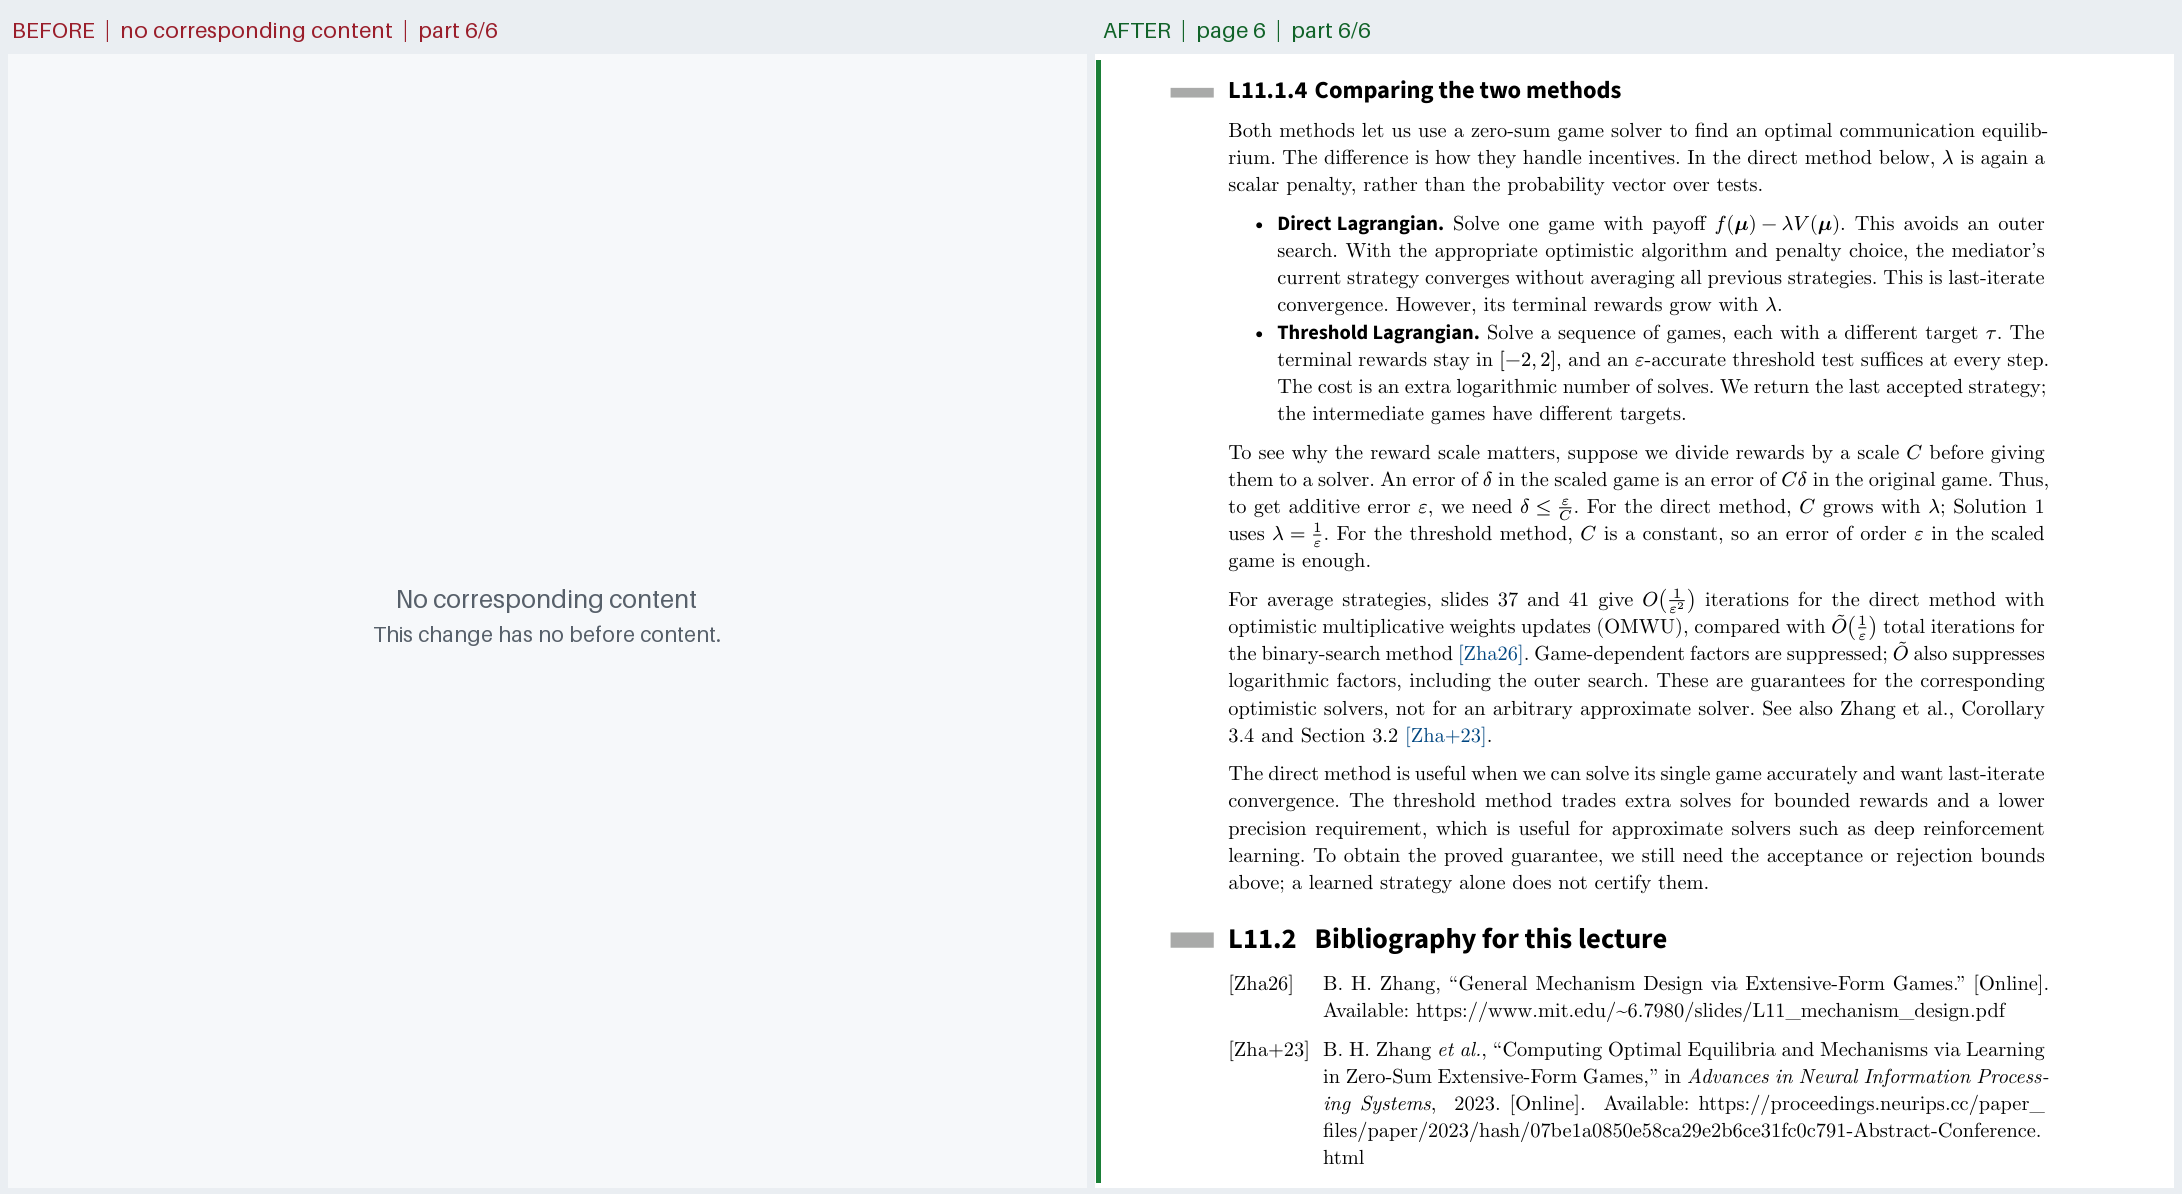 BEFORE | no corresponding content | part 6/6
No corresponding content
This change has no before content.
AFTER | page 6 | part 6/6
L11.1.4 Comparing the two methods
Both methods let us use a zero-sum game solver to find an optimal communication equilib-
rium. The difference is how they handle incentives. In the direct method below, λ is again a
scalar penalty, rather than the probability vector over tests.
• Direct Lagrangian. Solve one game with payoff f(μ) − λV(μ). This avoids an outer
search. With the appropriate optimistic algorithm and penalty choice, the mediator's
current strategy converges without averaging all previous strategies. This is last-iterate
convergence. However, its terminal rewards grow with λ.
• Threshold Lagrangian. Solve a sequence of games, each with a different target τ. The
terminal rewards stay in [−2, 2], and an ε-accurate threshold test suffices at every step.
The cost is an extra logarithmic number of solves. We return the last accepted strategy;
the intermediate games have different targets.
To see why the reward scale matters, suppose we divide rewards by a scale C before giving
them to a solver. An error of δ in the scaled game is an error of Cδ in the original game. Thus,
to get additive error ε, we need δ ≤ ε/C. For the direct method, C grows with λ; Solution 1
uses λ = 1/ε. For the threshold method, C is a constant, so an error of order ε in the scaled
game is enough.
For average strategies, slides 37 and 41 give O(1/ε²) iterations for the direct method with
optimistic multiplicative weights updates (OMWU), compared with Õ(1/ε) total iterations for
the binary-search method [Zha26]. Game-dependent factors are suppressed; Õ also suppresses
logarithmic factors, including the outer search. These are guarantees for the corresponding
optimistic solvers, not for an arbitrary approximate solver. See also Zhang et al., Corollary
3.4 and Section 3.2 [Zha+23].
The direct method is useful when we can solve its single game accurately and want last-iterate
convergence. The threshold method trades extra solves for bounded rewards and a lower
precision requirement, which is useful for approximate solvers such as deep reinforcement
learning. To obtain the proved guarantee, we still need the acceptance or rejection bounds
above; a learned strategy alone does not certify them.
L11.2 Bibliography for this lecture
[Zha26] B. H. Zhang, “General Mechanism Design via Extensive-Form Games.” [Online].
Available: https://www.mit.edu/~6.7980/slides/L11_mechanism_design.pdf
[Zha+23] B. H. Zhang et al., “Computing Optimal Equilibria and Mechanisms via Learning
in Zero-Sum Extensive-Form Games,” in Advances in Neural Information Process-
ing Systems, 2023. [Online]. Available: https://proceedings.neurips.cc/paper_
files/paper/2023/hash/07be1a0850e58ca29e2b6ce31fc0c791-Abstract-Conference.
html